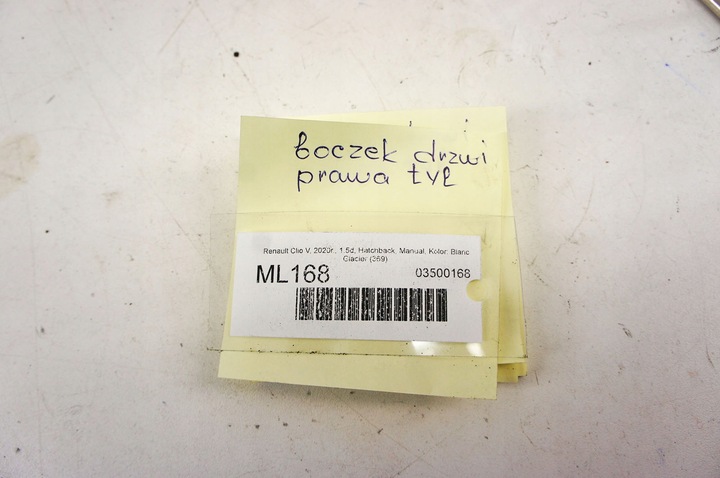 boczek drzwi
prawa tył
Renault Clio V, 2020r., 1.5d, Hatchback, Manual, Kolor: Blanc
Glacier (369)
ML168 03500168